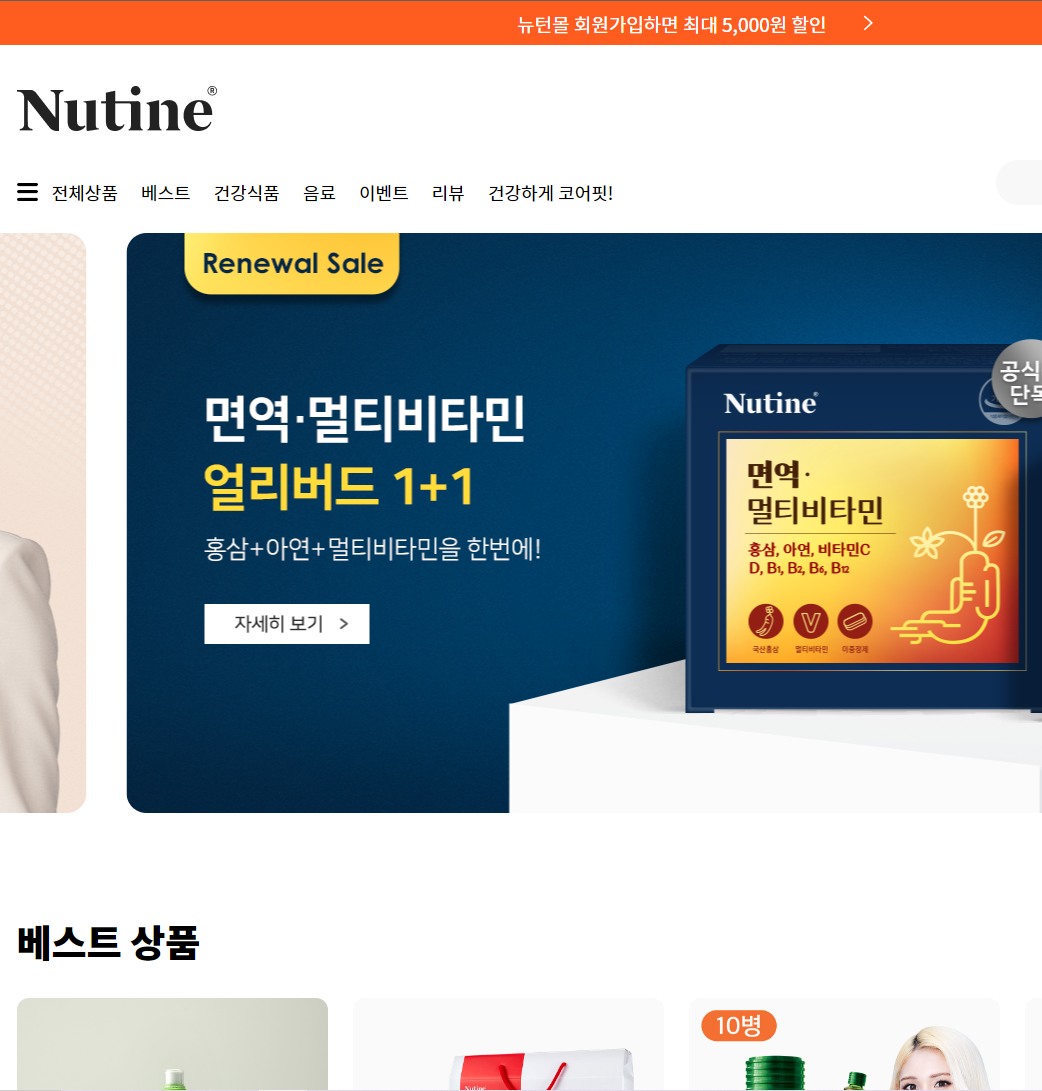 뉴턴몰 회원가입하면 최대 5,000원 할인 >
Nutine®
전체상품 베스트 건강식품 음료 이벤트 리뷰 건강하게 코어핏!
Renewal Sale
면역·멀티비타민
얼리버드 1+1
홍삼+아연+멀티비타민을 한번에!
자세히 보기 >
공식
단독
Nutine®
면역·
멀티비타민
홍삼, 아연, 비타민C
D, B1, B2, B6, B12
국산홍삼 멀티비타민 이중정제
베스트 상품
10병
Nutine